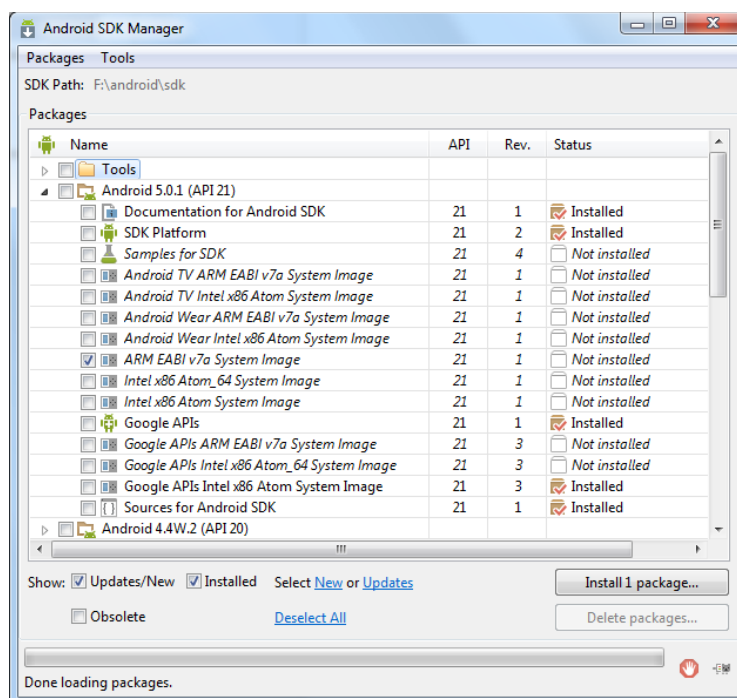 Android SDK Manager
Packages Tools
SDK Path: F:\android\sdk
Packages
Name API Rev. Status
Tools
Android 5.0.1 (API 21)
Documentation for Android SDK 21 1 Installed
SDK Platform 21 2 Installed
Samples for SDK 21 4 Not installed
Android TV ARM EABI v7a System Image 21 1 Not installed
Android TV Intel x86 Atom System Image 21 1 Not installed
Android Wear ARM EABI v7a System Image 21 1 Not installed
Android Wear Intel x86 Atom System Image 21 1 Not installed
ARM EABI v7a System Image 21 1 Not installed
Intel x86 Atom_64 System Image 21 1 Not installed
Intel x86 Atom System Image 21 1 Not installed
Google APIs 21 1 Installed
Google APIs ARM EABI v7a System Image 21 3 Not installed
Google APIs Intel x86 Atom_64 System Image 21 3 Not installed
Google APIs Intel x86 Atom System Image 21 3 Installed
Sources for Android SDK 21 1 Installed
Android 4.4W.2 (API 20)
Show: Updates/New Installed Select New or Updates Install 1 package...
Obsolete Deselect All Delete packages...
Done loading packages.